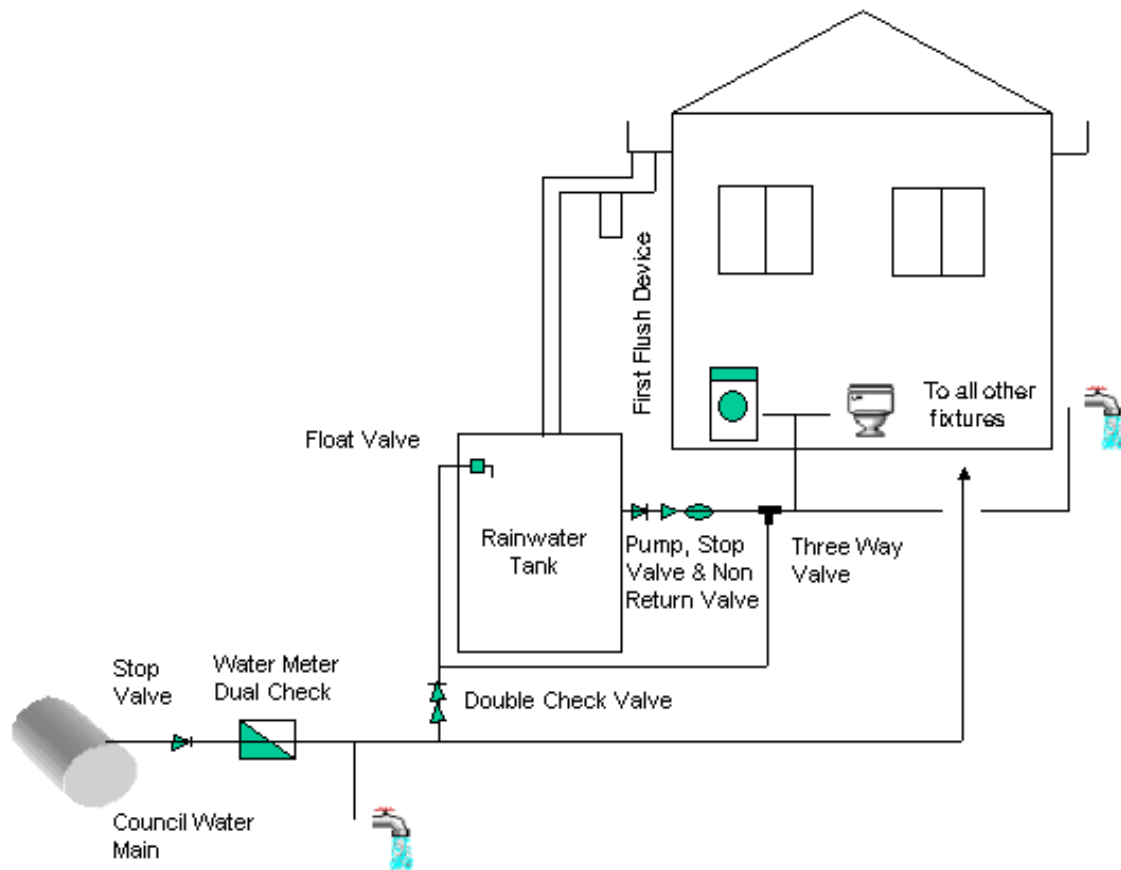 First Flush Device
To all other
fixtures
Float Valve
Rainwater
Tank
Pump, Stop
Valve & Non
Return Valve
Three Way
Valve
Stop
Valve
Water Meter
Dual Check
Double Check Valve
Council Water
Main